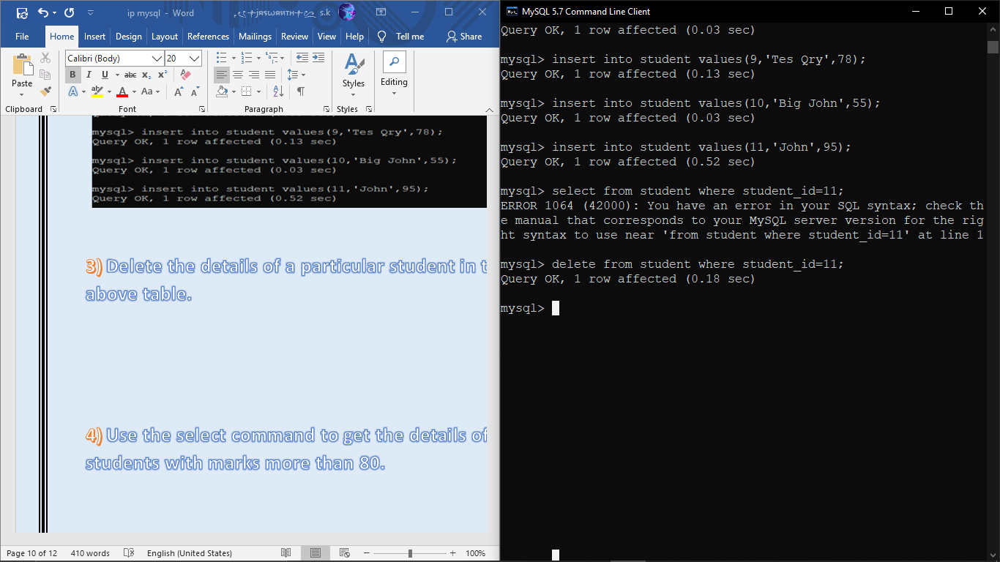 ip mysql - Word
s.k
File Home Insert Design Layout References Mailings Review View Help Tell me Share
Calibri (Body) 20
B I U abc x₂ x²
A ab A Aa A A
Paste
Styles
Editing
Clipboard Font Paragraph Styles
mysql> insert into student values(9,'Tes Qry',78);
Query OK, 1 row affected (0.13 sec)
mysql> insert into student values(10,'Big John',55);
Query OK, 1 row affected (0.03 sec)
mysql> insert into student values(11,'John',95);
Query OK, 1 row affected (0.52 sec)
3) Delete the details of a particular student in t
above table.
4) Use the select command to get the details of
students with marks more than 80.
Page 10 of 12 410 words English (United States) 100%
MySQL 5.7 Command Line Client
Query OK, 1 row affected (0.03 sec)
mysql> insert into student values(9,'Tes Qry',78);
Query OK, 1 row affected (0.13 sec)
mysql> insert into student values(10,'Big John',55);
Query OK, 1 row affected (0.03 sec)
mysql> insert into student values(11,'John',95);
Query OK, 1 row affected (0.52 sec)
mysql> select from student where student_id=11;
ERROR 1064 (42000): You have an error in your SQL syntax; check th
e manual that corresponds to your MySQL server version for the rig
ht syntax to use near 'from student where student_id=11' at line 1
mysql> delete from student where student_id=11;
Query OK, 1 row affected (0.18 sec)
mysql>